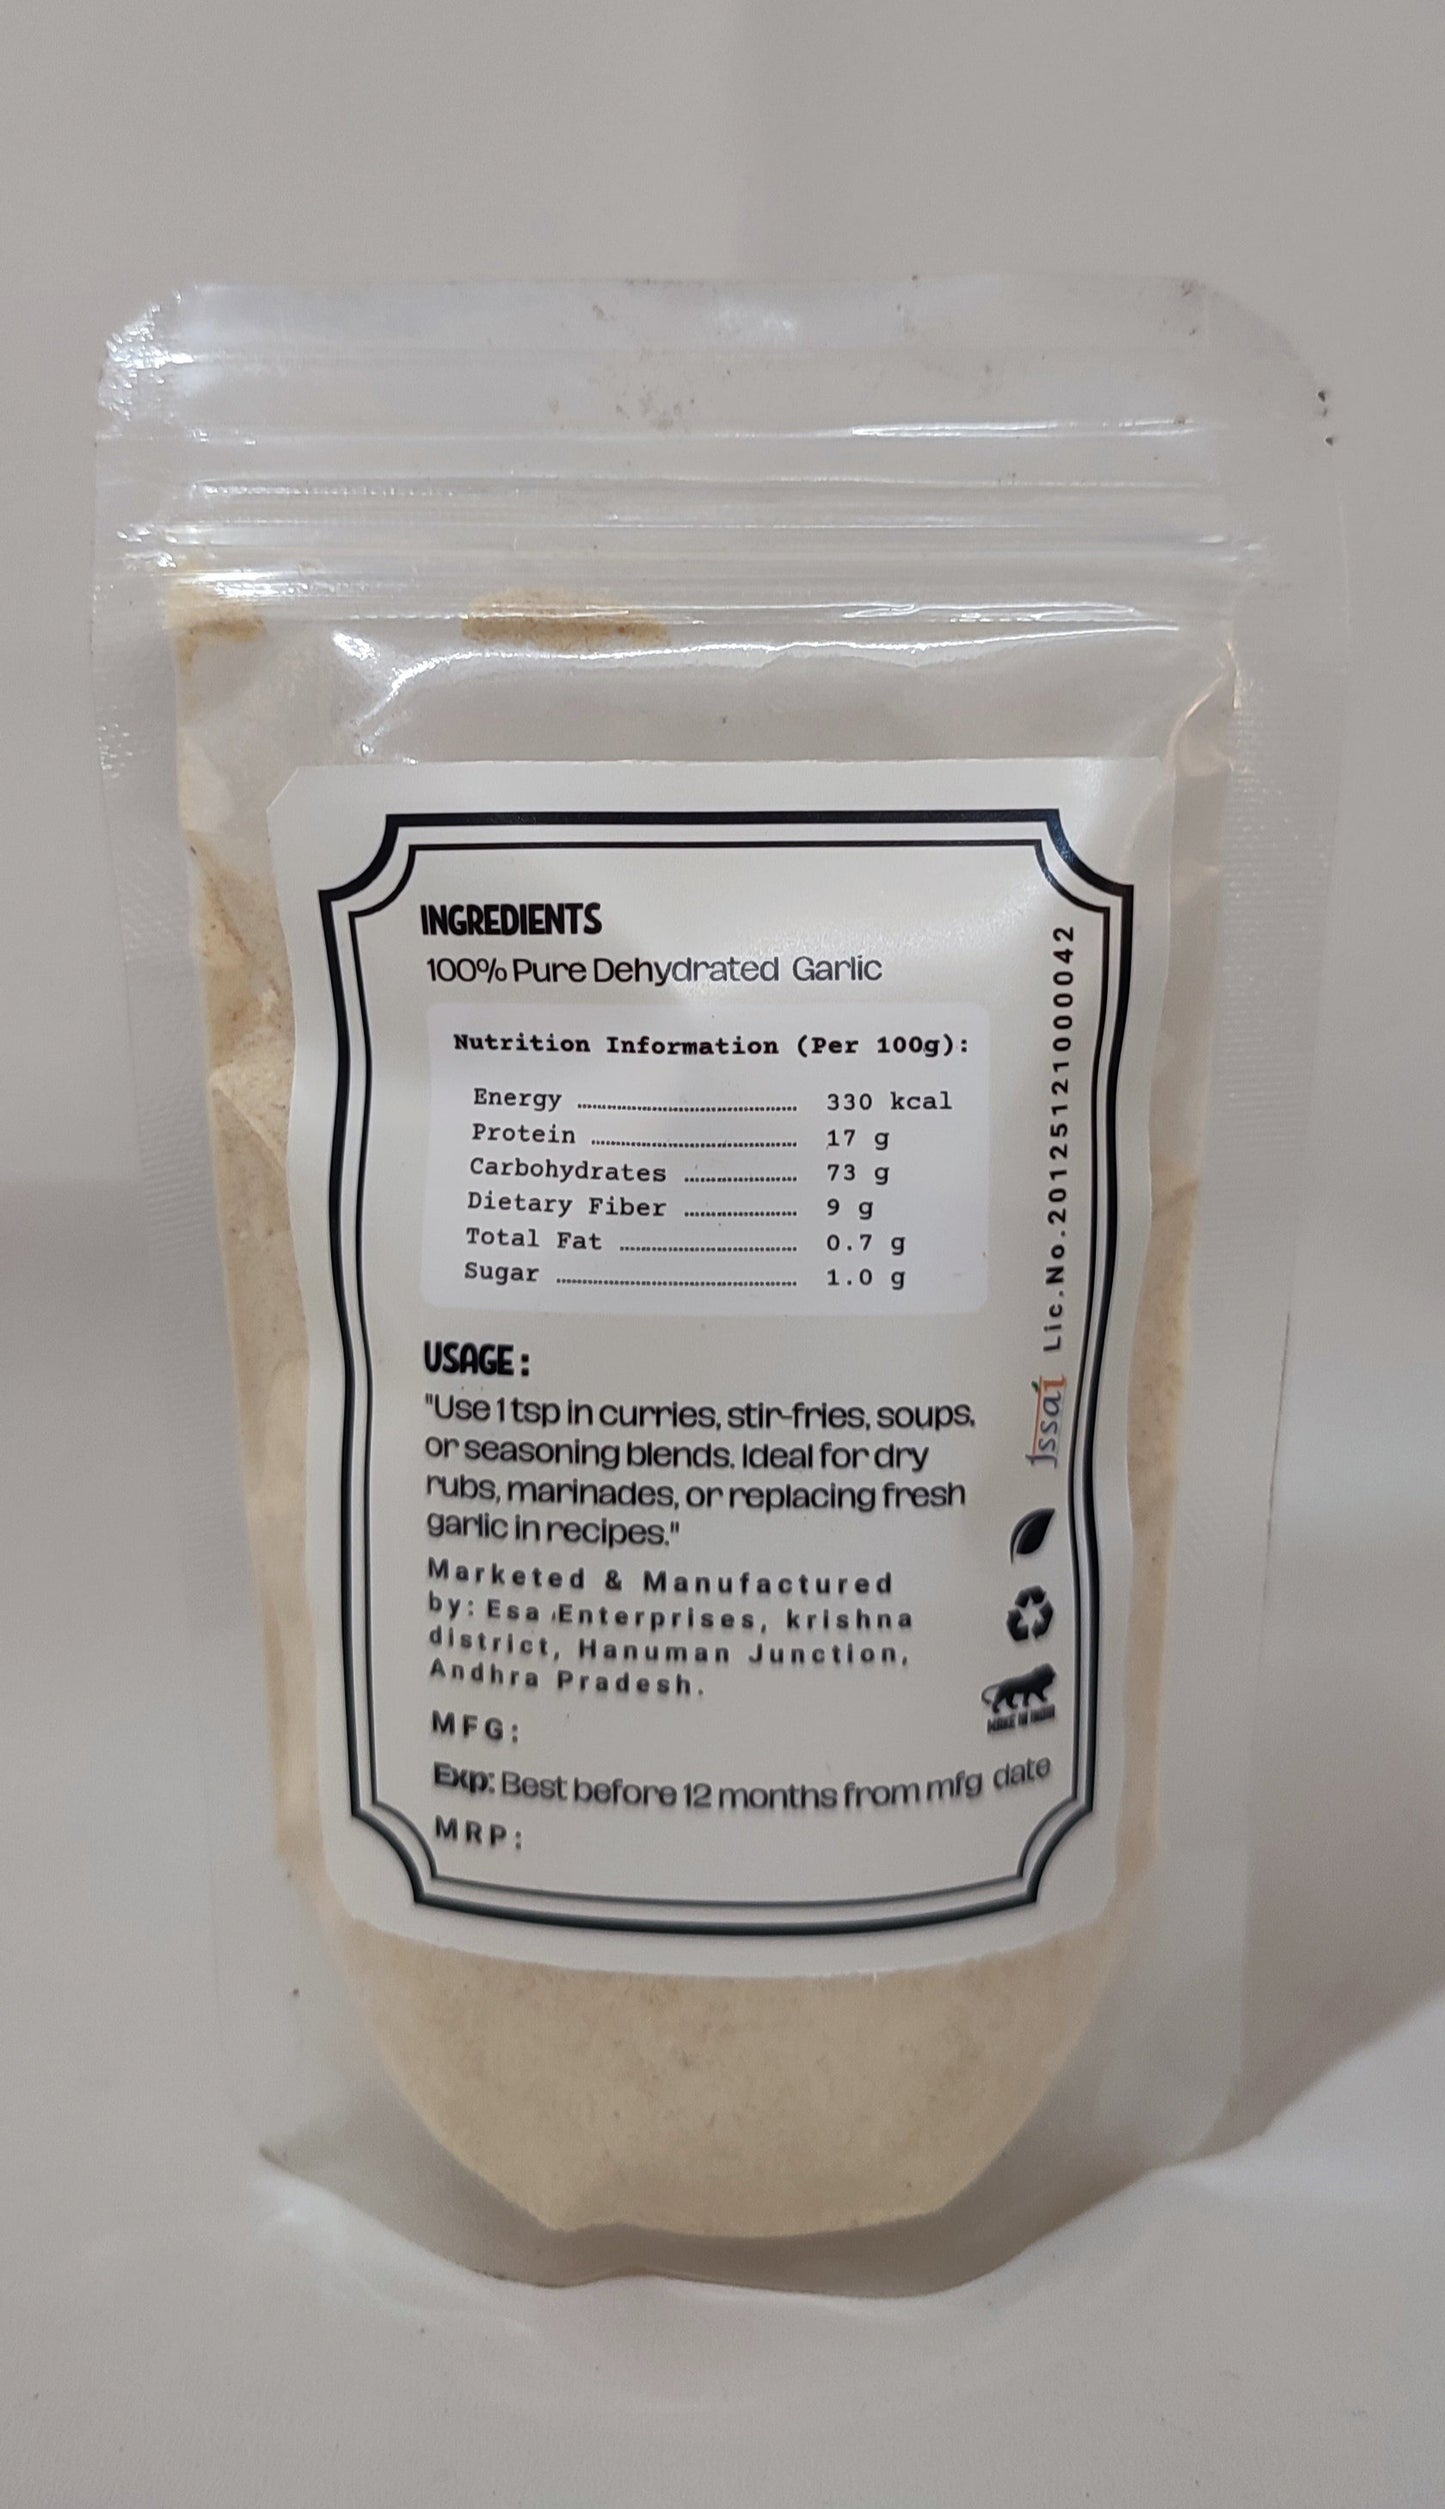 INGREDIENTS
100% Pure Dehydrated Garlic
Nutrition Information (Per 100g):
Energy ........................ 330 kcal
Protein ........................ 17 g
Carbohydrates ........................ 73 g
Dietary Fiber ........................ 9 g
Total Fat ........................ 0.7 g
Sugar ........................ 1.0 g
USAGE:
"Use 1 tsp in curries, stir-fries, soups,
or seasoning blends. Ideal for dry
rubs, marinades, or replacing fresh
garlic in recipes."
Marketed & Manufactured
by: Esa Enterprises, krishna
district, Hanuman Junction,
Andhra Pradesh.
MFG:
Exp: Best before 12 months from mfg date
MRP:
fssai Lic.No.20125121000042
MAKE IN INDIA